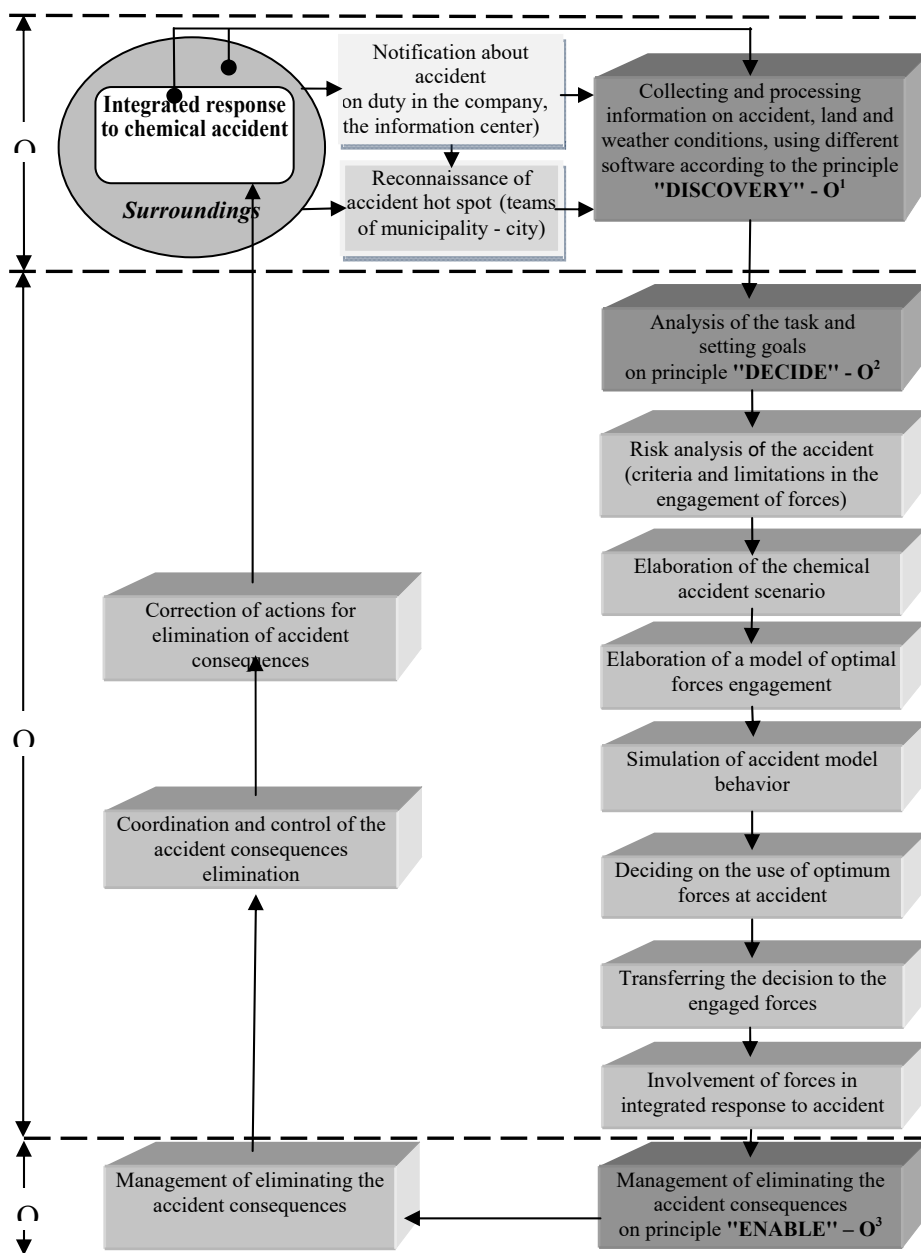 Notification about
accident
on duty in the company,
the information center)
Integrated response
to chemical accident
Surroundings
Reconnaissance of
accident hot spot (teams
of municipality - city)
Collecting and processing
information on accident, land and
weather conditions, using different
software according to the principle
"DISCOVERY" - O¹
O
Analysis of the task and
setting goals
on principle "DECIDE" - O²
Risk analysis of the accident
(criteria and limitations in the
engagement of forces)
Elaboration of the chemical
accident scenario
Correction of actions for
elimination of accident
consequences
Elaboration of a model of optimal
forces engagement
O
Simulation of accident model
behavior
Coordination and control of the
accident consequences
elimination
Deciding on the use of optimum
forces at accident
Transferring the decision to the
engaged forces
Involvement of forces in
integrated response to accident
Management of eliminating the
accident consequences
Management of eliminating the
accident consequences
on principle "ENABLE" – O³
O